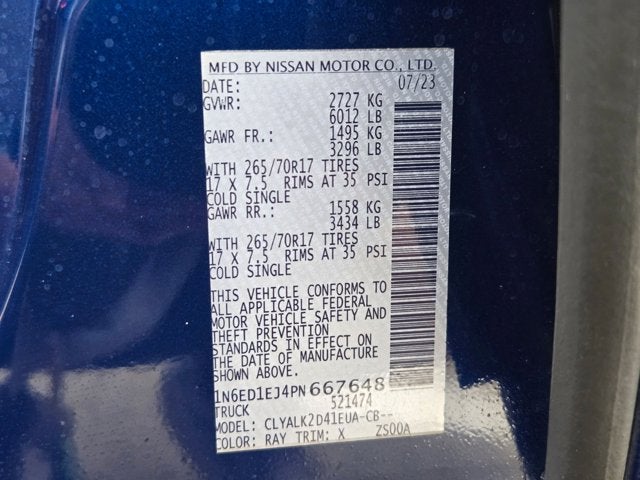 MFD BY NISSAN MOTOR CO., LTD.
DATE: 07/23
GVWR: 2727 KG
6012 LB
GAWR FR.: 1495 KG
3296 LB
WITH 265/70R17 TIRES
17 X 7.5 RIMS AT 35 PSI
COLD SINGLE
GAWR RR.: 1558 KG
3434 LB
WITH 265/70R17 TIRES
17 X 7.5 RIMS AT 35 PSI
COLD SINGLE
THIS VEHICLE CONFORMS TO
ALL APPLICABLE FEDERAL
MOTOR VEHICLE SAFETY AND
THEFT PREVENTION
STANDARDS IN EFFECT ON
THE DATE OF MANUFACTURE
SHOWN ABOVE.
1N6ED1EJ4PN667648
TRUCK 521474
MODEL: CLYALK2D41EUA-CB--
COLOR: RAY TRIM: X ZS00A